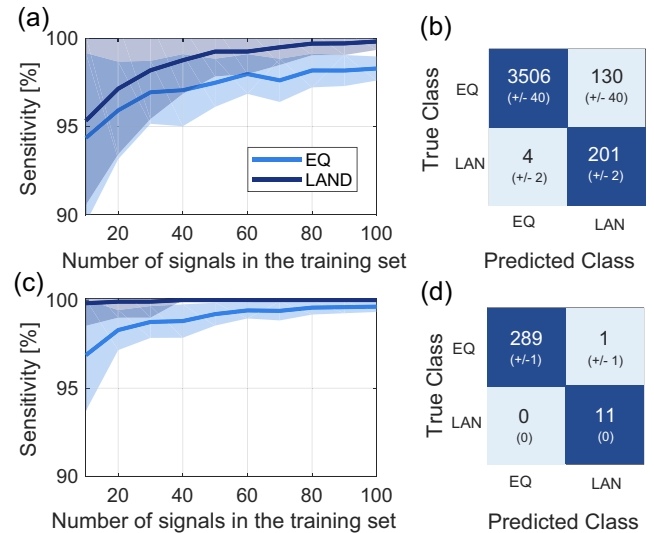 (a)
100
95
90
Sensitivity [%]
EQ
LAND
20
40
60
80
100
Number of signals in the training set
(b)
True Class
EQ
LAN
3506
(+/- 40)
130
(+/- 40)
4
(+/- 2)
201
(+/- 2)
EQ
LAN
Predicted Class
(c)
100
95
90
Sensitivity [%]
20
40
60
80
100
Number of signals in the training set
(d)
True Class
EQ
LAN
289
(+/-1)
1
(+/- 1)
0
(0)
11
(0)
EQ
LAN
Predicted Class